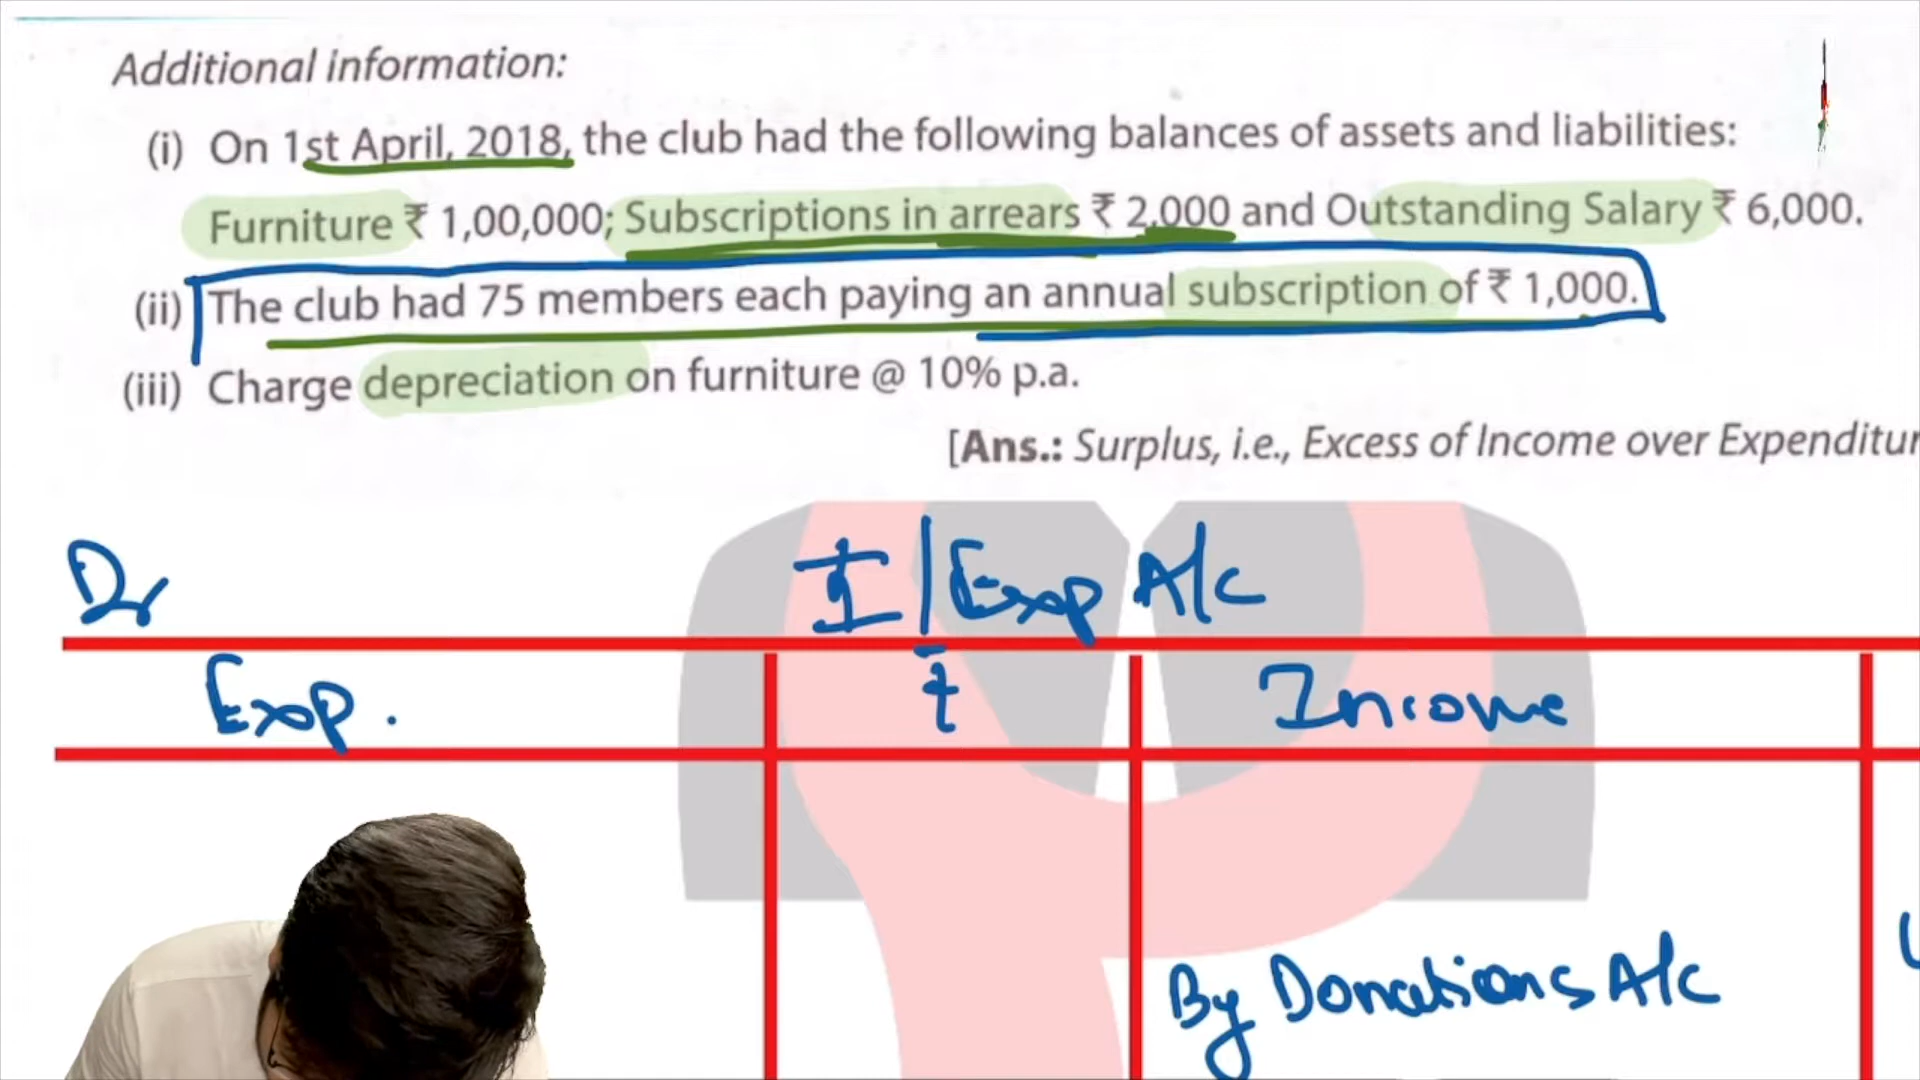 Additional information:
(i) On 1st April, 2018, the club had the following balances of assets and liabilities:
Furniture ₹ 1,00,000; Subscriptions in arrears ₹ 2,000 and Outstanding Salary ₹ 6,000.
(ii) The club had 75 members each paying an annual subscription of ₹ 1,000.
(iii) Charge depreciation on furniture @ 10% p.a.
[Ans.: Surplus, i.e., Excess of Income over Expenditur
Dr I/Exp A/c
Exp. ₹ Income
By Donations A/c